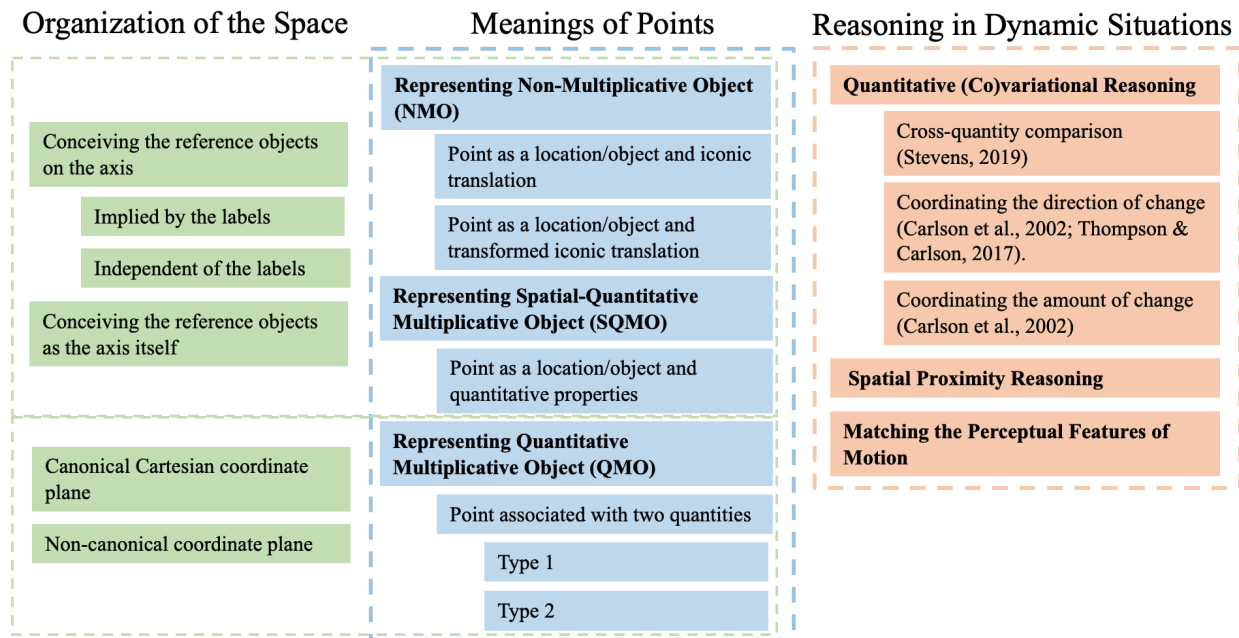 Organization of the Space
Conceiving the reference objects
on the axis
Implied by the labels
Independent of the labels
Conceiving the reference objects
as the axis itself
Canonical Cartesian coordinate
plane
Non-canonical coordinate plane
Meanings of Points
Representing Non-Multiplicative Object
(NMO)
Point as a location/object and iconic
translation
Point as a location/object and
transformed iconic translation
Representing Spatial-Quantitative
Multiplicative Object (SQMO)
Point as a location/object and
quantitative properties
Representing Quantitative
Multiplicative Object (QMO)
Point associated with two quantities
Type 1
Type 2
Reasoning in Dynamic Situations
Quantitative (Co)variational Reasoning
Cross-quantity comparison
(Stevens, 2019)
Coordinating the direction of change
(Carlson et al., 2002; Thompson &
Carlson, 2017).
Coordinating the amount of change
(Carlson et al., 2002)
Spatial Proximity Reasoning
Matching the Perceptual Features of
Motion